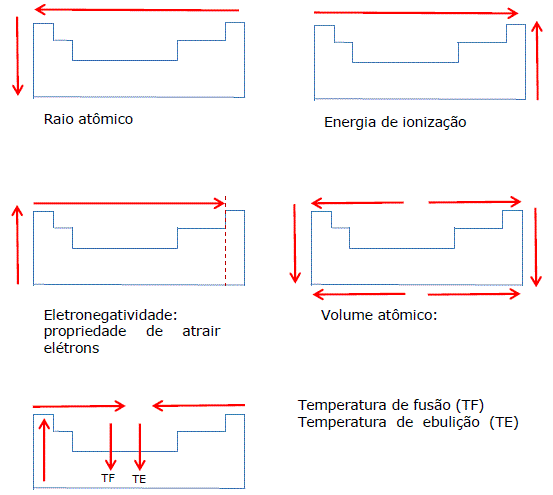 Raio atômico
Energia de ionização
Eletronegatividade:
propriedade de atrair
elétrons
Volume atômico:
Temperatura de fusão (TF)
Temperatura de ebulição (TE)
TF TE